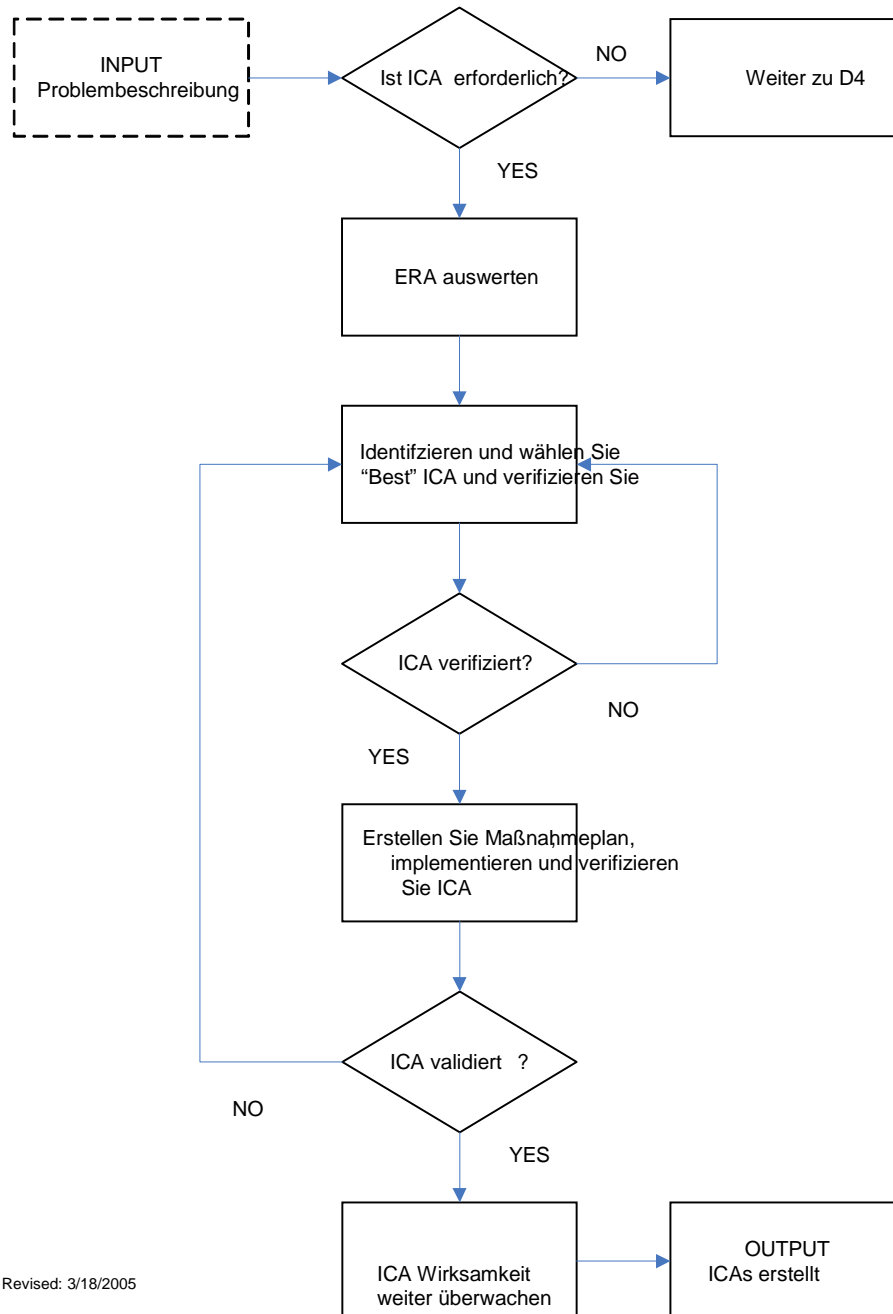 INPUT
Problembeschreibung
Ist ICA erforderlich?
NO
Weiter zu D4
YES
ERA auswerten
Identifzieren und wählen Sie
“Best” ICA und verifizieren Sie
ICA verifiziert?
NO
YES
Erstellen Sie Maßnahmeplan,
implementieren und verifizieren
Sie ICA
ICA validiert ?
NO
YES
ICA Wirksamkeit
weiter überwachen
OUTPUT
ICAs erstellt
Revised: 3/18/2005